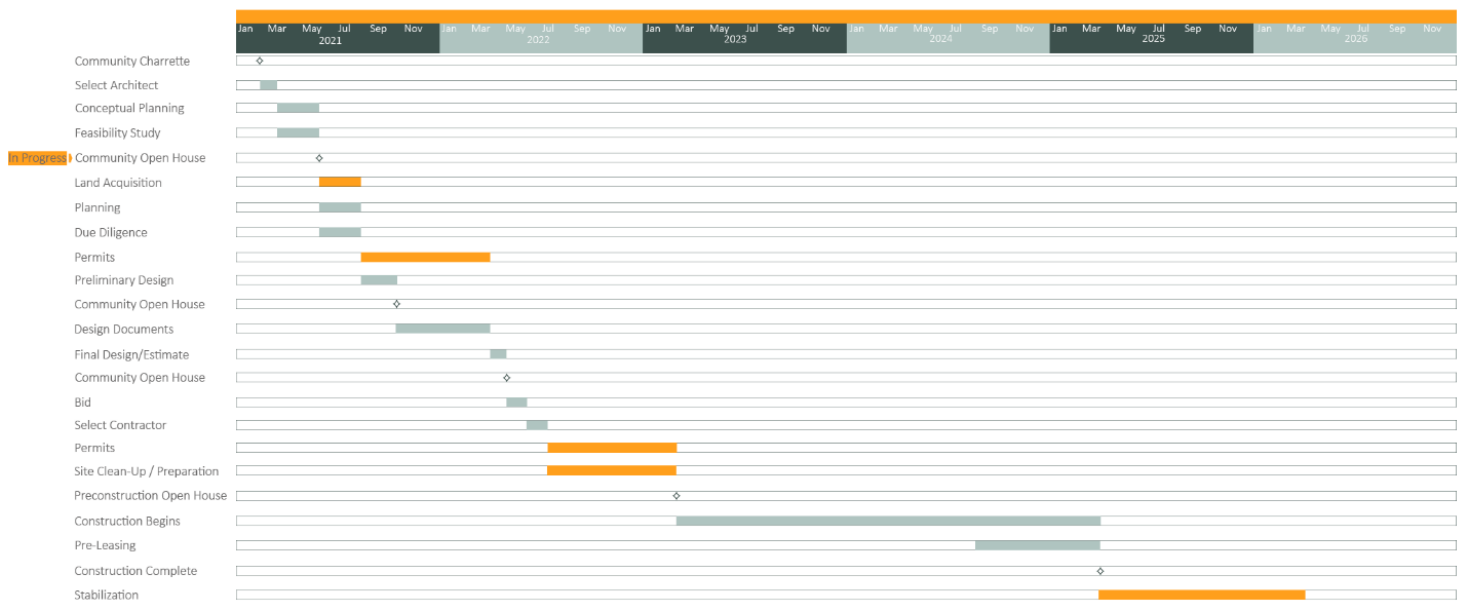 Jan Mar May Jul Sep Nov Jan Mar May Jul Sep Nov Jan Mar May Jul Sep Nov Jan Mar May Jul Sep Nov Jan Mar May Jul Sep Nov Jan Mar May Jul Sep Nov
2021 2022 2023 2024 2025 2026
Community Charrette
Select Architect
Conceptual Planning
Feasibility Study
In Progress Community Open House
Land Acquisition
Planning
Due Diligence
Permits
Preliminary Design
Community Open House
Design Documents
Final Design/Estimate
Community Open House
Bid
Select Contractor
Permits
Site Clean-Up / Preparation
Preconstruction Open House
Construction Begins
Pre-Leasing
Construction Complete
Stabilization